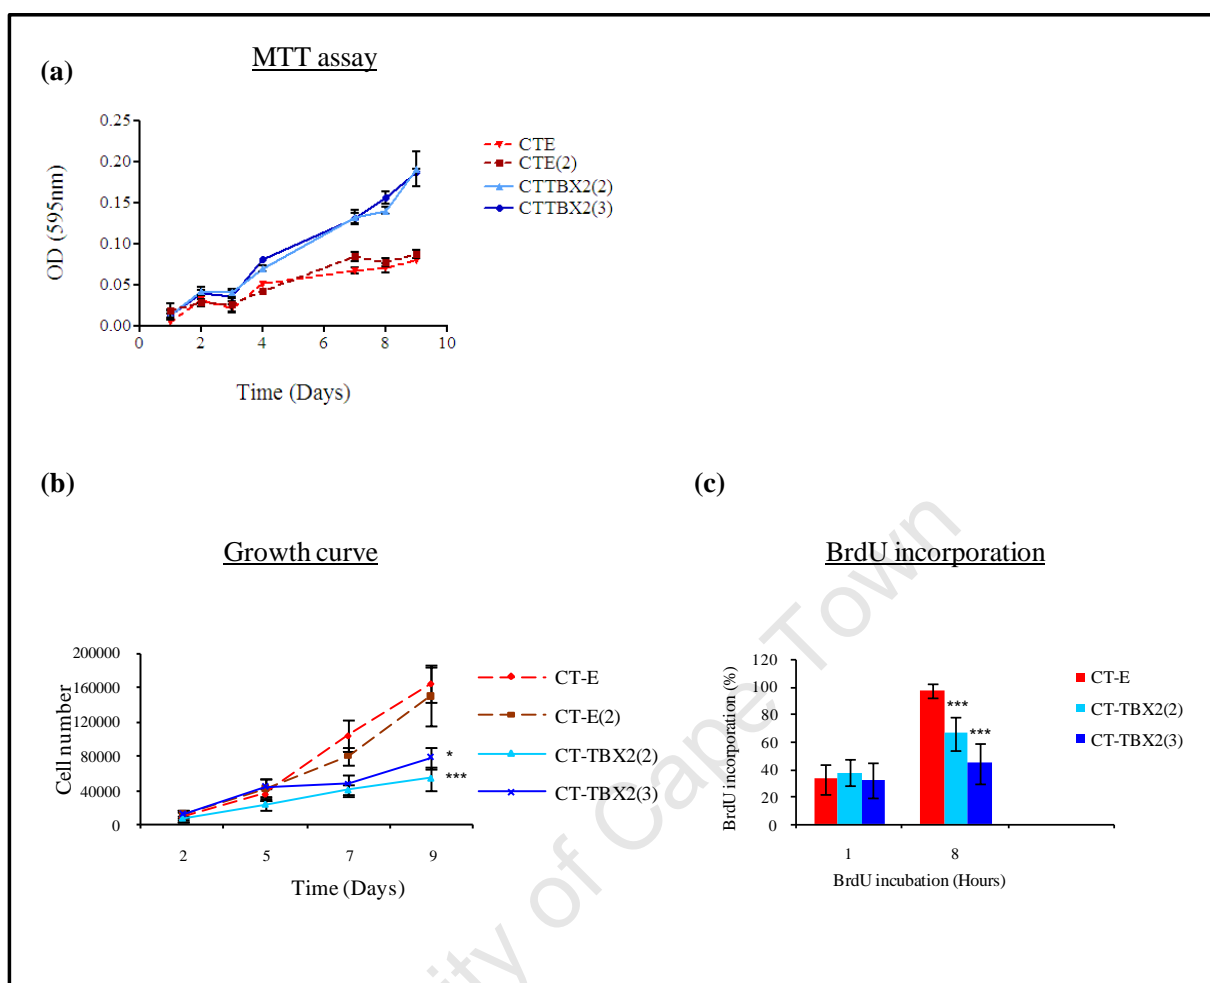 (a)
MTT assay
0.25
0.20
0.15
0.10
0.05
0.00
OD (595nm)
0 2 4 6 8 10
Time (Days)
CTE
CTE(2)
CTTBX2(2)
CTTBX2(3)
(b)
Growth curve
200000
160000
120000
80000
40000
0
Cell number
2 5 7 9
Time (Days)
*
***
CT-E
CT-E(2)
CT-TBX2(2)
CT-TBX2(3)
(c)
BrdU incorporation
120
100
80
60
40
20
0
BrdU incorporation (%)
***
***
1 8
BrdU incubation (Hours)
CT-E
CT-TBX2(2)
CT-TBX2(3)
ity of Cape Town